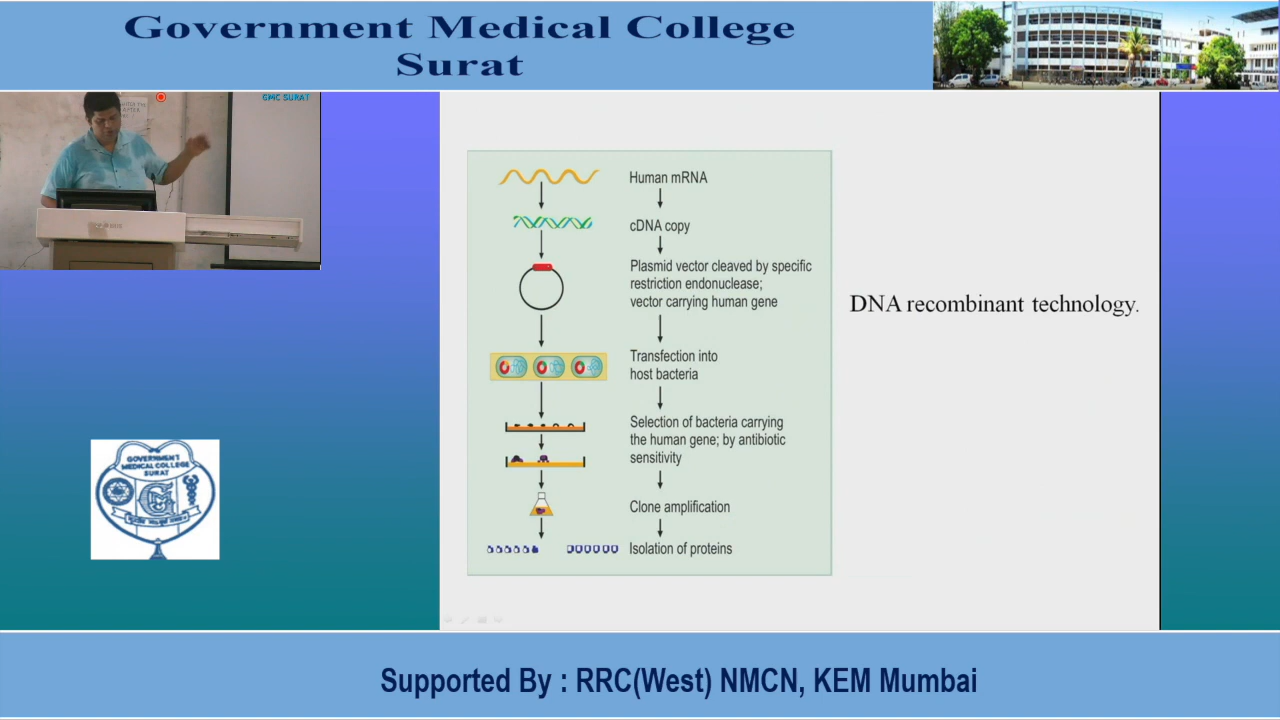 Government Medical College
Surat
GMC SURAT
Human mRNA
cDNA copy
Plasmid vector cleaved by specific
restriction endonuclease;
vector carrying human gene
Transfection into
host bacteria
Selection of bacteria carrying
the human gene; by antibiotic
sensitivity
Clone amplification
Isolation of proteins
DNA recombinant technology.
GOVERNMENT
MEDICAL COLLEGE
SURAT
Supported By : RRC(West) NMCN, KEM Mumbai